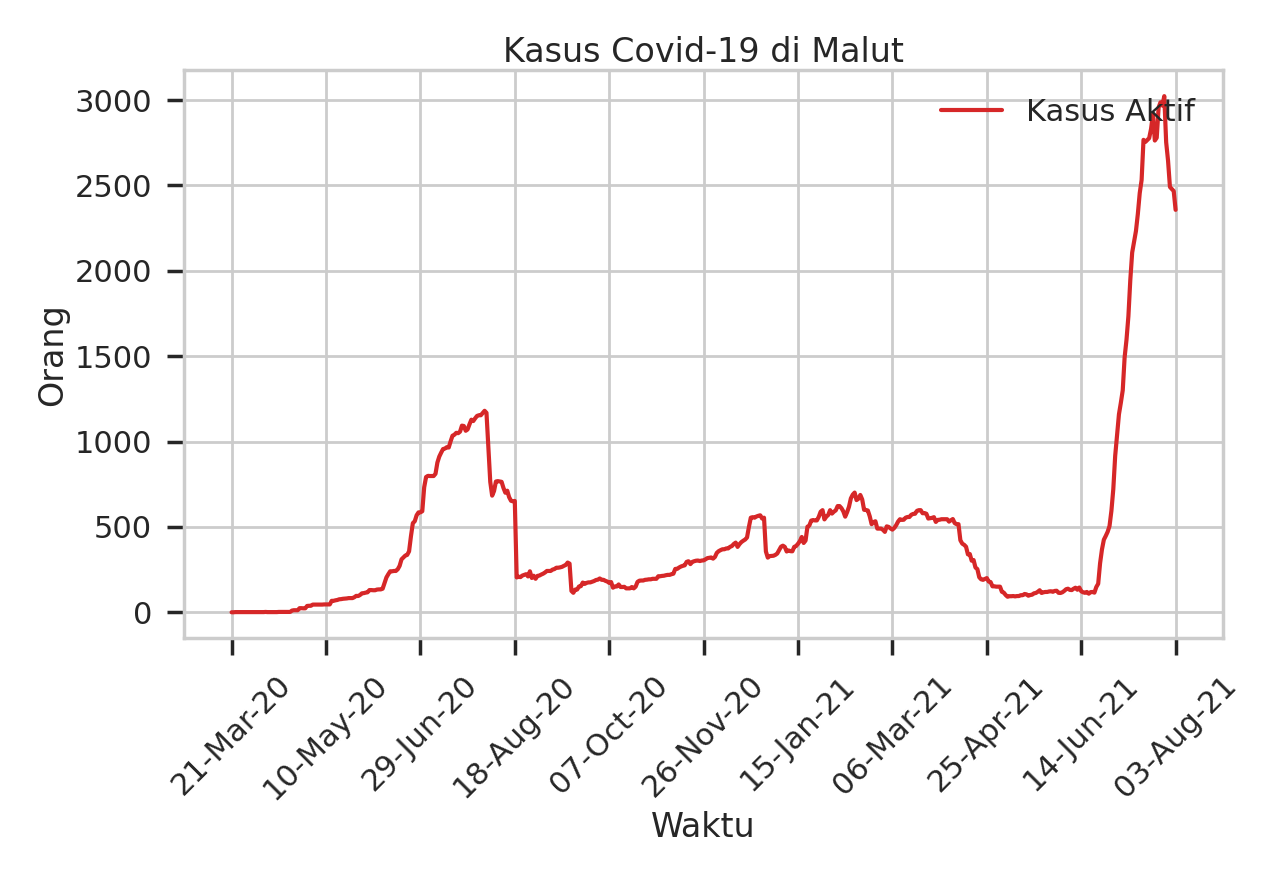 Kasus Covid-19 di Malut
Kasus Aktif
3000
2500
2000
1500
1000
500
0
Orang
21-Mar-20
10-May-20
29-Jun-20
18-Aug-20
07-Oct-20
26-Nov-20
15-Jan-21
06-Mar-21
25-Apr-21
14-Jun-21
03-Aug-21
Waktu